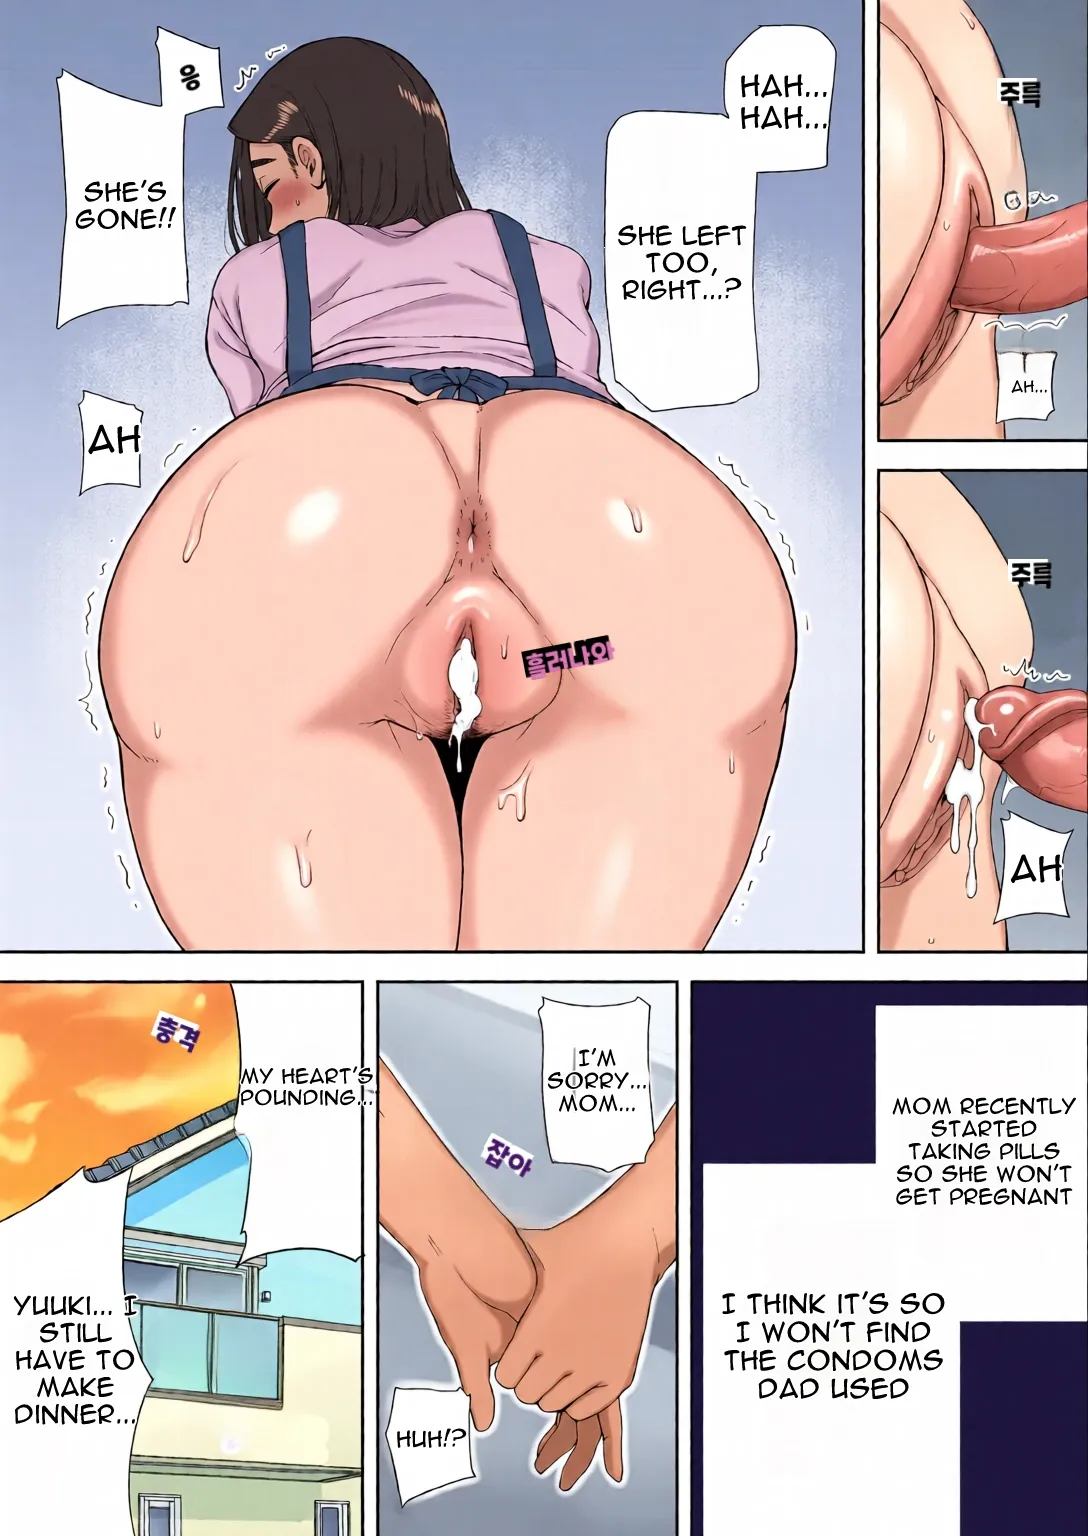 응
SHE'S
GONE!!
HAH...
HAH...
SHE LEFT
TOO,
RIGHT...?
AH
흘러나와
주륵
AH...
주륵
AH
충격
MY HEART'S
POUNDING...
YUUKI... I
STILL
HAVE TO
MAKE
DINNER...
I'M
SORRY...
MOM...
잡아
HUH!?
MOM RECENTLY
STARTED
TAKING PILLS
SO SHE WON'T
GET PREGNANT
I THINK IT'S SO
I WON'T FIND
THE CONDOMS
DAD USED